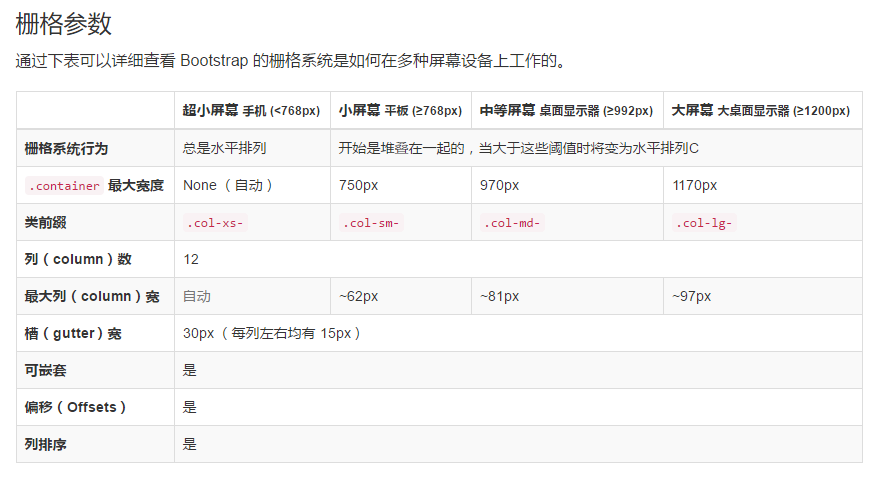 栅格参数
通过下表可以详细查看 Bootstrap 的栅格系统是如何在多种屏幕设备上工作的。
超小屏幕 手机 (<768px) 小屏幕 平板 (≥768px) 中等屏幕 桌面显示器 (≥992px) 大屏幕 大桌面显示器 (≥1200px)
栅格系统行为 总是水平排列 开始是堆叠在一起的，当大于这些阈值时将变为水平排列C
.container 最大宽度 None （自动） 750px 970px 1170px
类前缀 .col-xs- .col-sm- .col-md- .col-lg-
列（column）数 12
最大列（column）宽 自动 ~62px ~81px ~97px
槽（gutter）宽 30px （每列左右均有 15px）
可嵌套 是
偏移（Offsets） 是
列排序 是